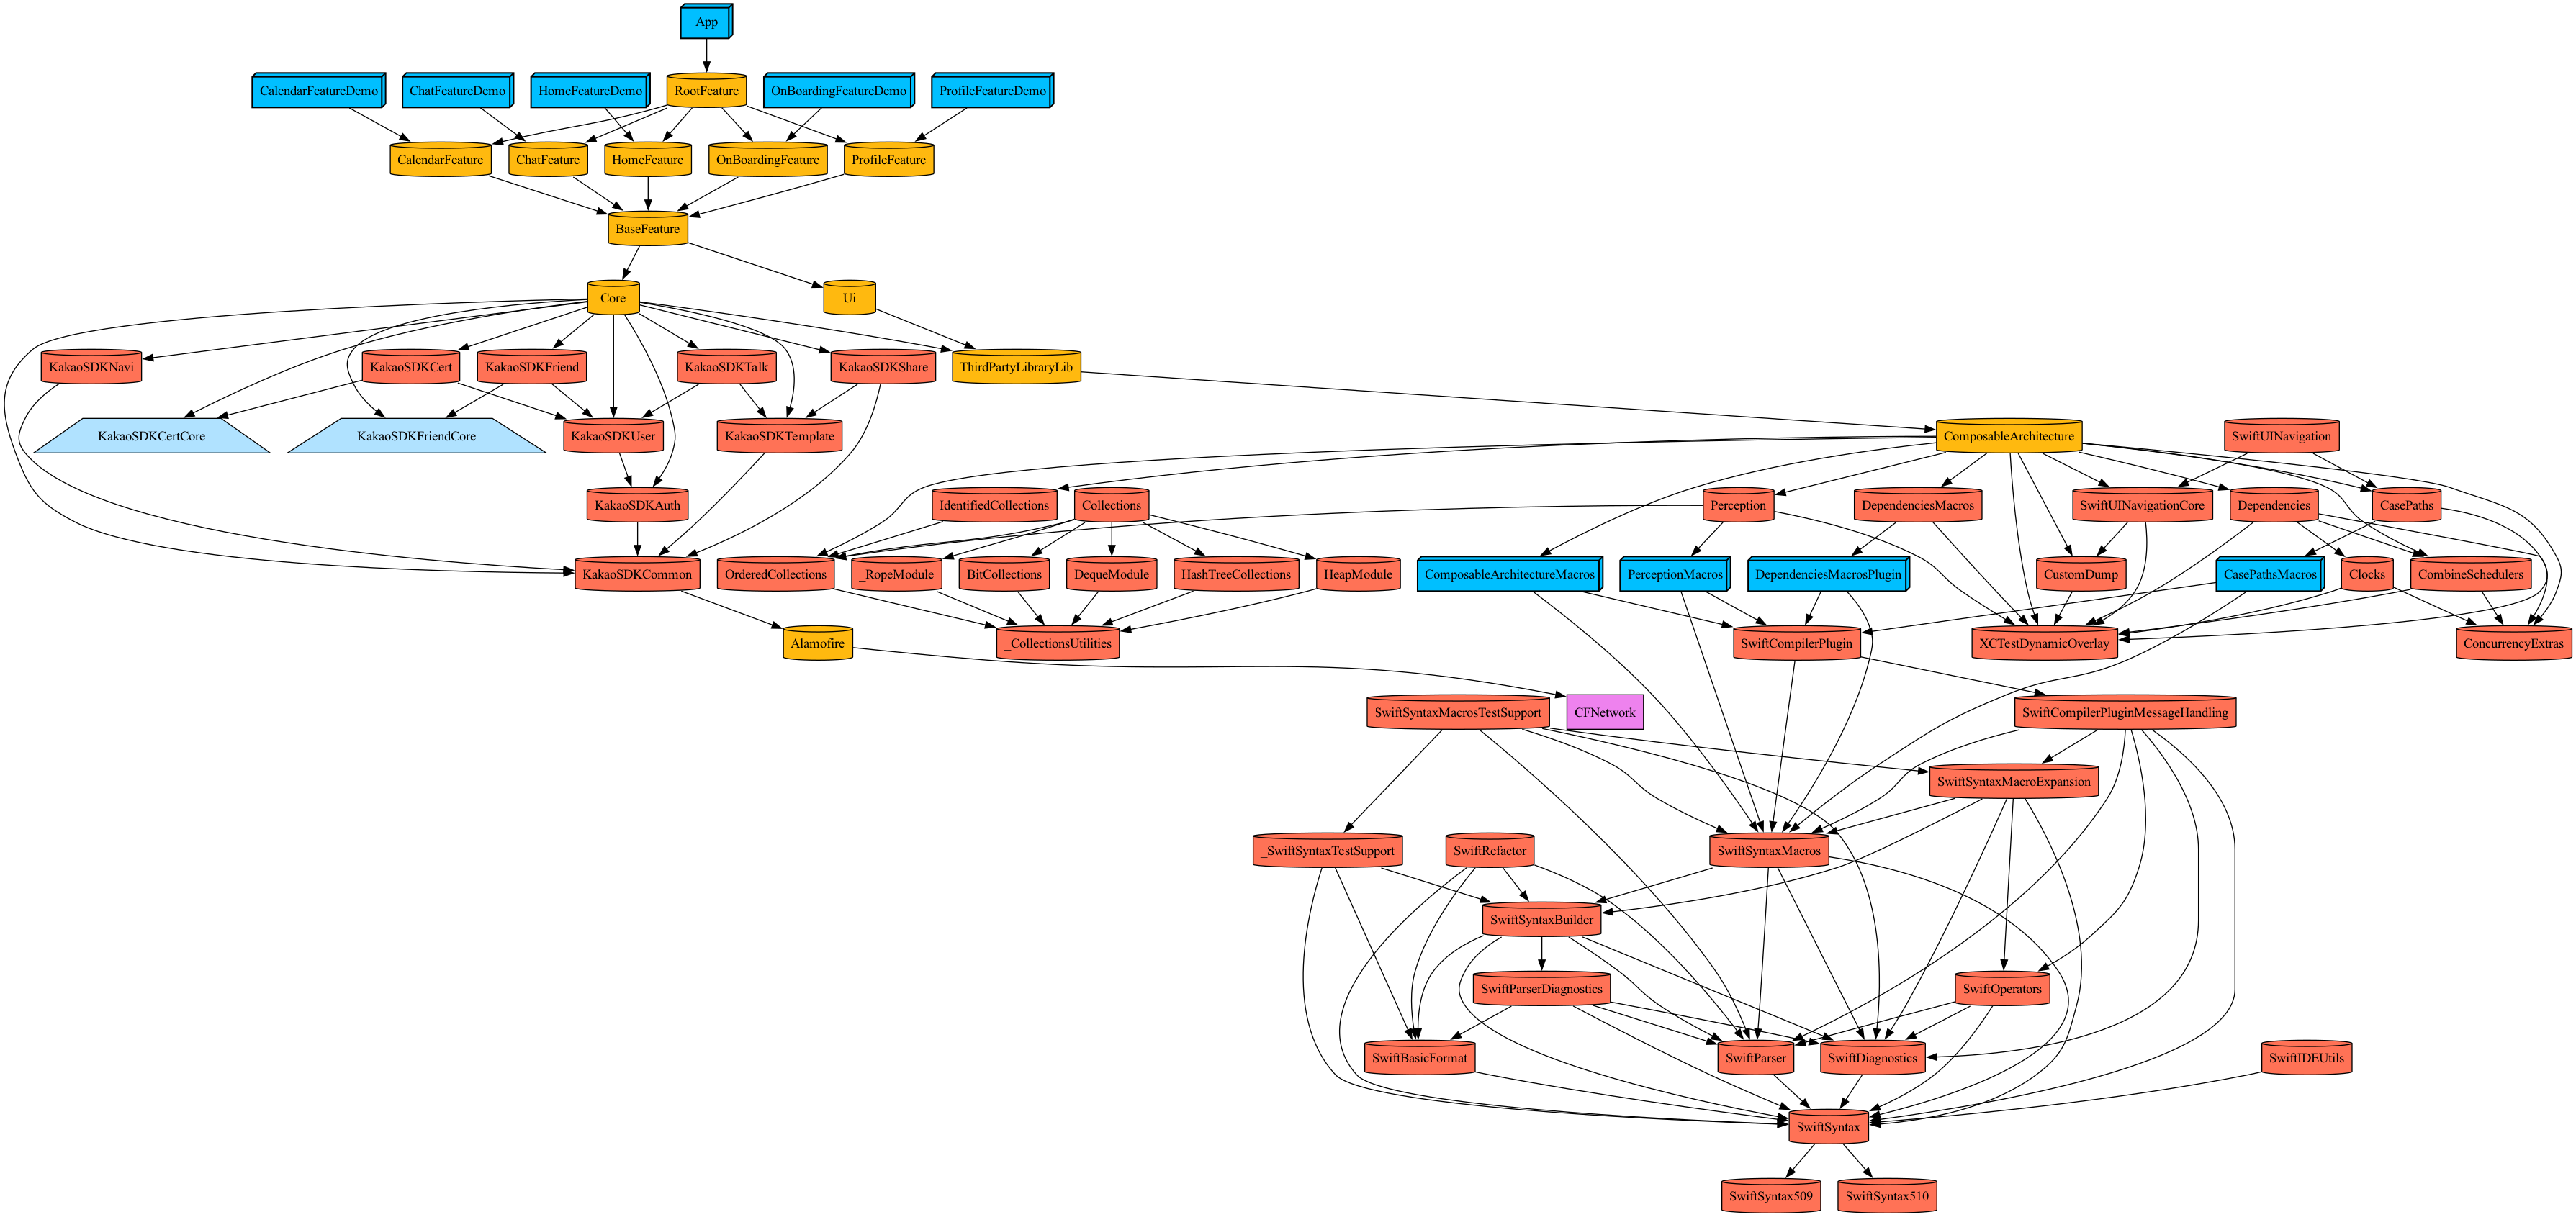 App
CalendarFeatureDemo
ChatFeatureDemo
HomeFeatureDemo
RootFeature
OnBoardingFeatureDemo
ProfileFeatureDemo
CalendarFeature
ChatFeature
HomeFeature
OnBoardingFeature
ProfileFeature
BaseFeature
Core
Ui
KakaoSDKNavi
KakaoSDKCert
KakaoSDKFriend
KakaoSDKTalk
KakaoSDKShare
ThirdPartyLibraryLib
KakaoSDKCertCore
KakaoSDKFriendCore
KakaoSDKUser
KakaoSDKTemplate
ComposableArchitecture
SwiftUINavigation
KakaoSDKAuth
IdentifiedCollections
Collections
Perception
DependenciesMacros
SwiftUINavigationCore
Dependencies
CasePaths
KakaoSDKCommon
OrderedCollections
_RopeModule
BitCollections
DequeModule
HashTreeCollections
HeapModule
ComposableArchitectureMacros
PerceptionMacros
DependenciesMacrosPlugin
CustomDump
CasePathsMacros
Clocks
CombineSchedulers
Alamofire
_CollectionsUtilities
SwiftCompilerPlugin
XCTestDynamicOverlay
ConcurrencyExtras
SwiftSyntaxMacrosTestSupport
CFNetwork
SwiftCompilerPluginMessageHandling
SwiftSyntaxMacroExpansion
_SwiftSyntaxTestSupport
SwiftRefactor
SwiftSyntaxMacros
SwiftSyntaxBuilder
SwiftParserDiagnostics
SwiftOperators
SwiftBasicFormat
SwiftParser
SwiftDiagnostics
SwiftIDEUtils
SwiftSyntax
SwiftSyntax509
SwiftSyntax510